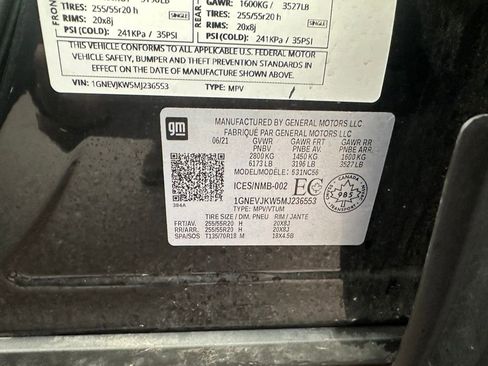 FRONT
TIRES: 255/55r20 h
RIMS: 20x8j
PSI (COLD): 241KPa / 35PSI
SINGLE
REAR
GAWR: 1600KG / 3527LB
TIRES: 255/55r20 h
RIMS: 20x8j
PSI (COLD): 241KPa / 35PSI
SINGLE
THIS VEHICLE CONFORMS TO ALL APPLICABLE U.S. FEDERAL MOTOR
VEHICLE SAFETY, BUMPER AND THEFT PREVENTION STANDARDS IN
EFFECT ON THE DATE OF MANUFACTURE SHOWN ABOVE.
VIN: 1GNEVJKW5MJ236553 TYPE: MPV
gm
MANUFACTURED BY GENERAL MOTORS LLC
FABRIQUÉ PAR GENERAL MOTORS LLC
06/21 GVWR GAWR FRT GAWR RR
PNBV PNBE AV. PNBE ARR.
2800 KG 1450 KG 1600 KG
6173 LB 3196 LB 3527LB
MODEL/MODELE: 531NC56
ICES/NMB-002 EC
985
1GNEVJKW5MJ236553
TYPE: MPV/VTUM
384A
TIRE SIZE / DIM. PNEU RIM / JANTE
FRT/AV. 255/55R20 H 20X8J
RR/ARR. 255/55R20 H 20X8J
SPA/SOS T135/70R18 M 18X4.5B